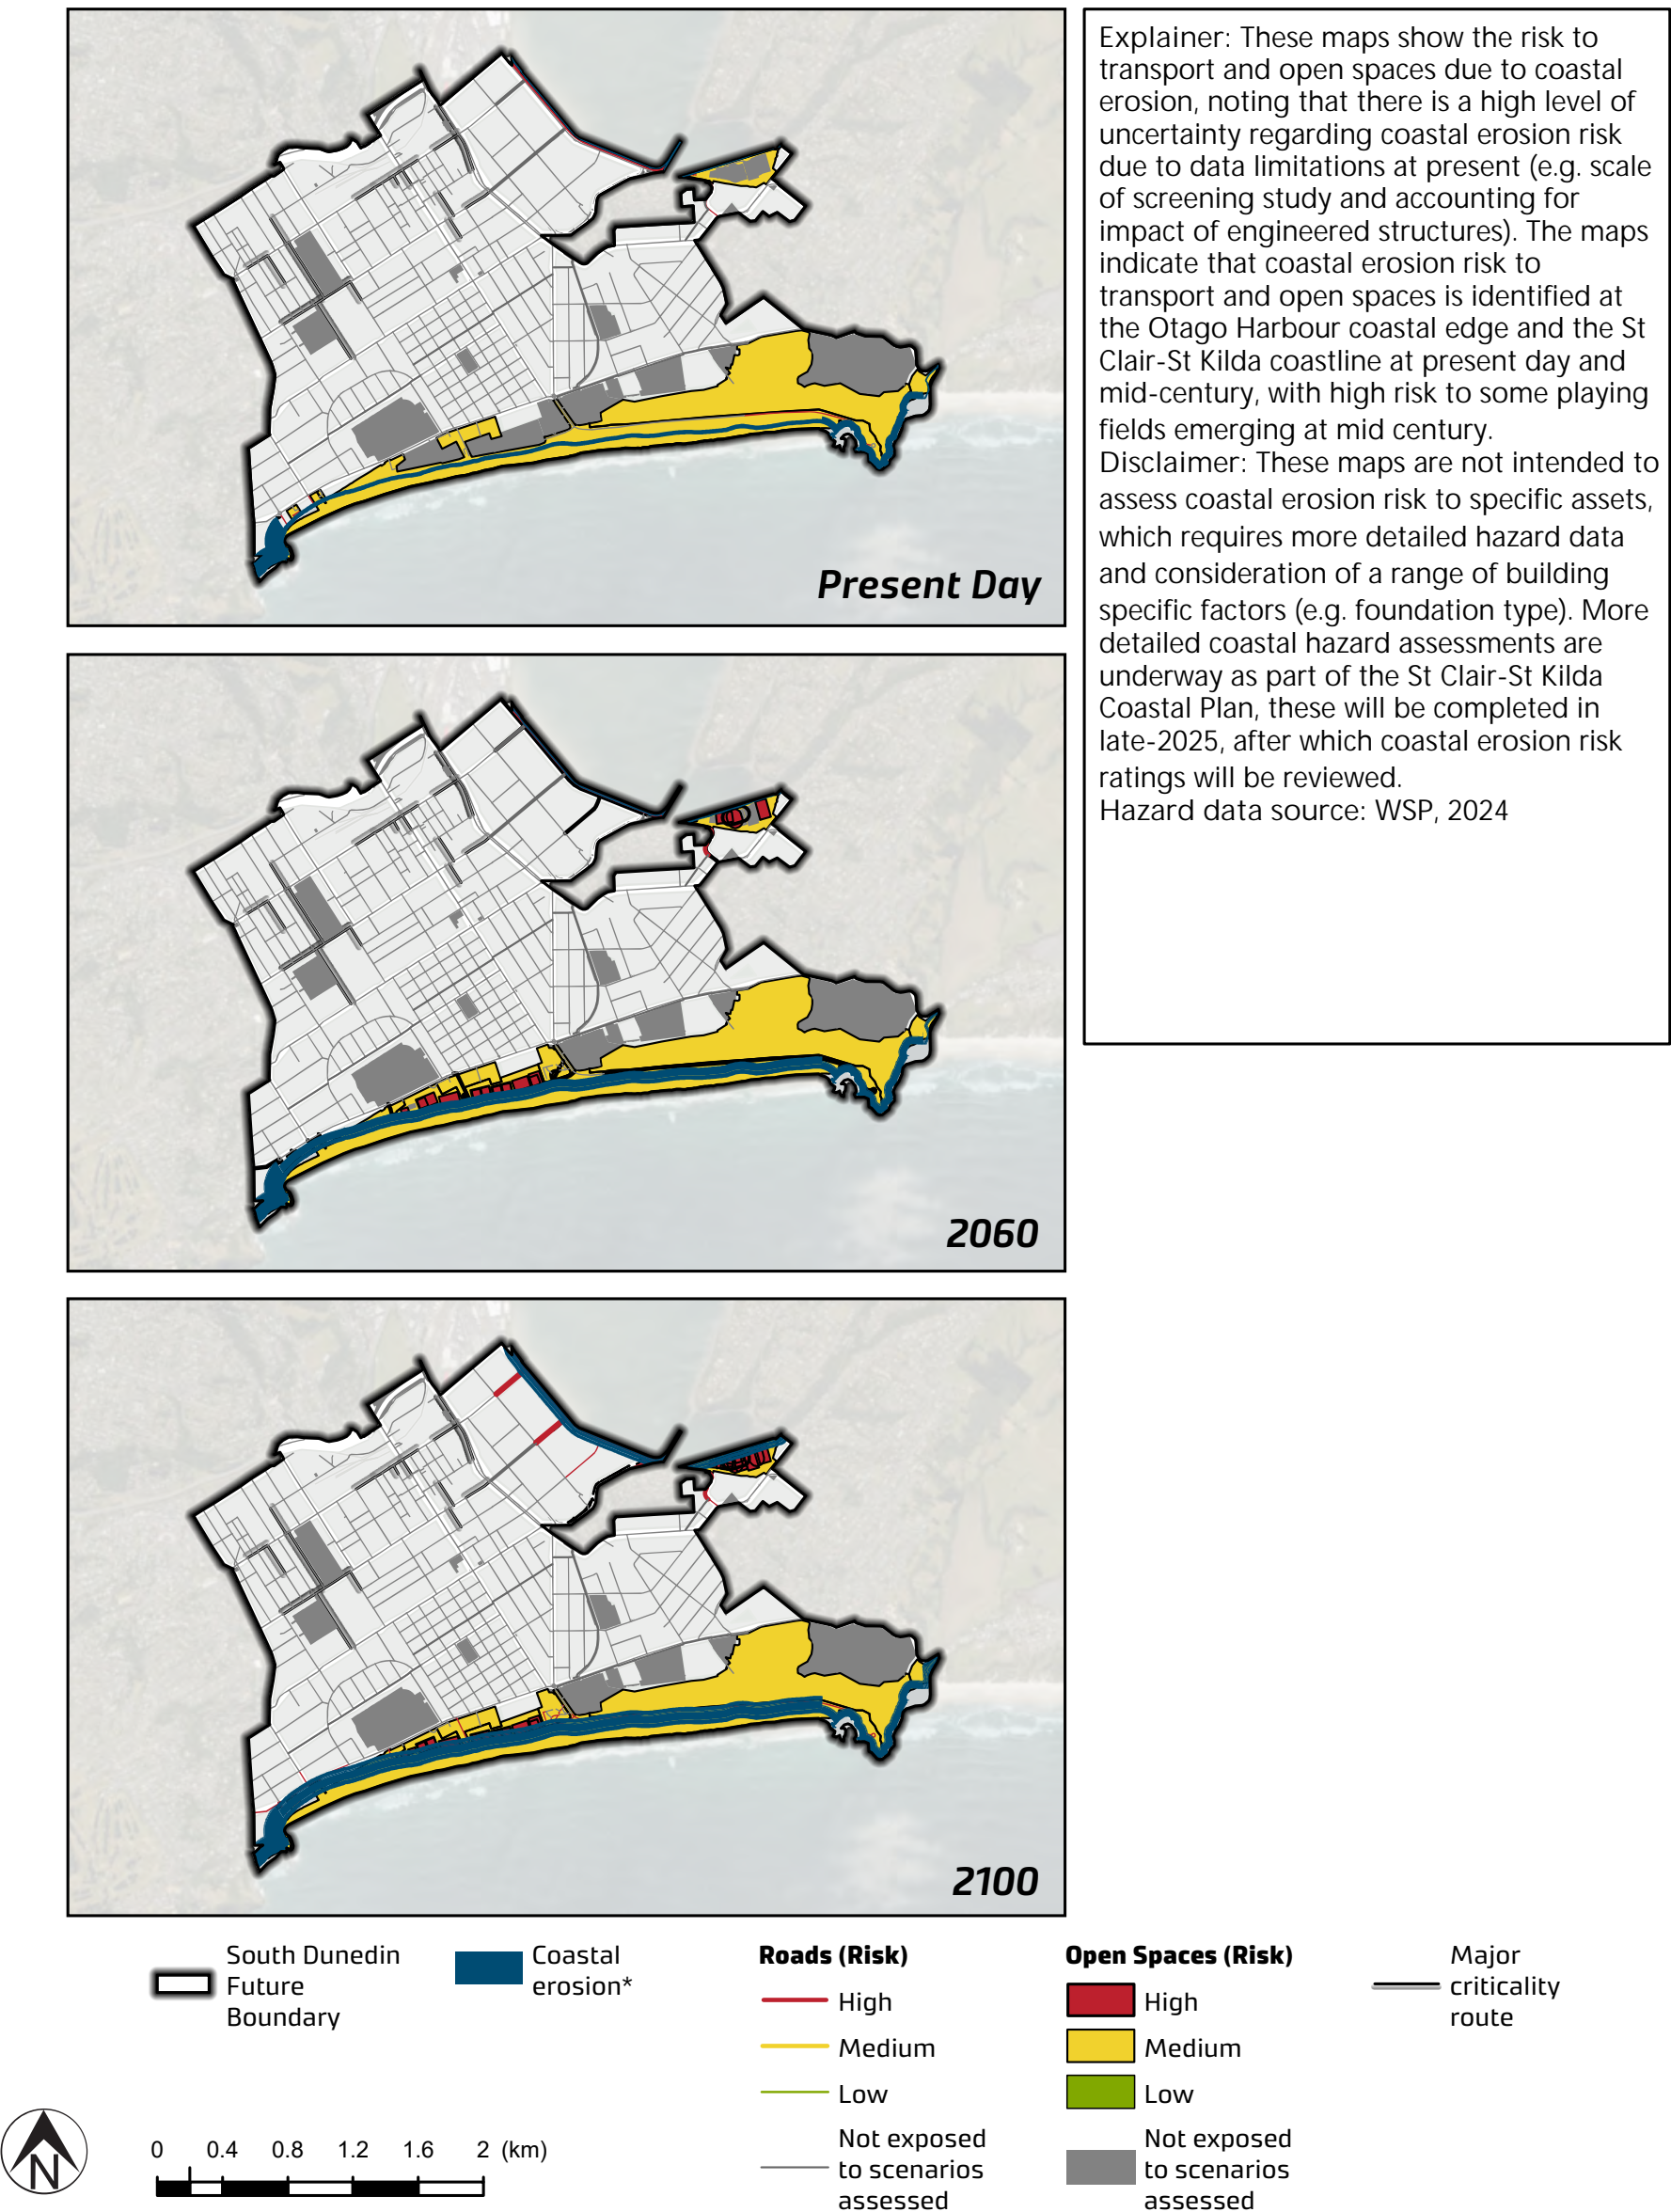 Explainer: These maps show the risk to
transport and open spaces due to coastal
erosion, noting that there is a high level of
uncertainty regarding coastal erosion risk
due to data limitations at present (e.g. scale
of screening study and accounting for
impact of engineered structures). The maps
indicate that coastal erosion risk to
transport and open spaces is identified at
the Otago Harbour coastal edge and the St
Clair-St Kilda coastline at present day and
mid-century, with high risk to some playing
fields emerging at mid century.
Disclaimer: These maps are not intended to
assess coastal erosion risk to specific assets,
which requires more detailed hazard data
and consideration of a range of building
specific factors (e.g. foundation type). More
detailed coastal hazard assessments are
underway as part of the St Clair-St Kilda
Coastal Plan, these will be completed in
late-2025, after which coastal erosion risk
ratings will be reviewed.
Hazard data source: WSP, 2024
Present Day
2060
2100
South Dunedin
Future
Boundary
Coastal
erosion*
Roads (Risk)
High
Medium
Low
Not exposed
to scenarios
assessed
Open Spaces (Risk)
High
Medium
Low
Not exposed
to scenarios
assessed
Major
criticality
route
N
0 0.4 0.8 1.2 1.6 2 (km)